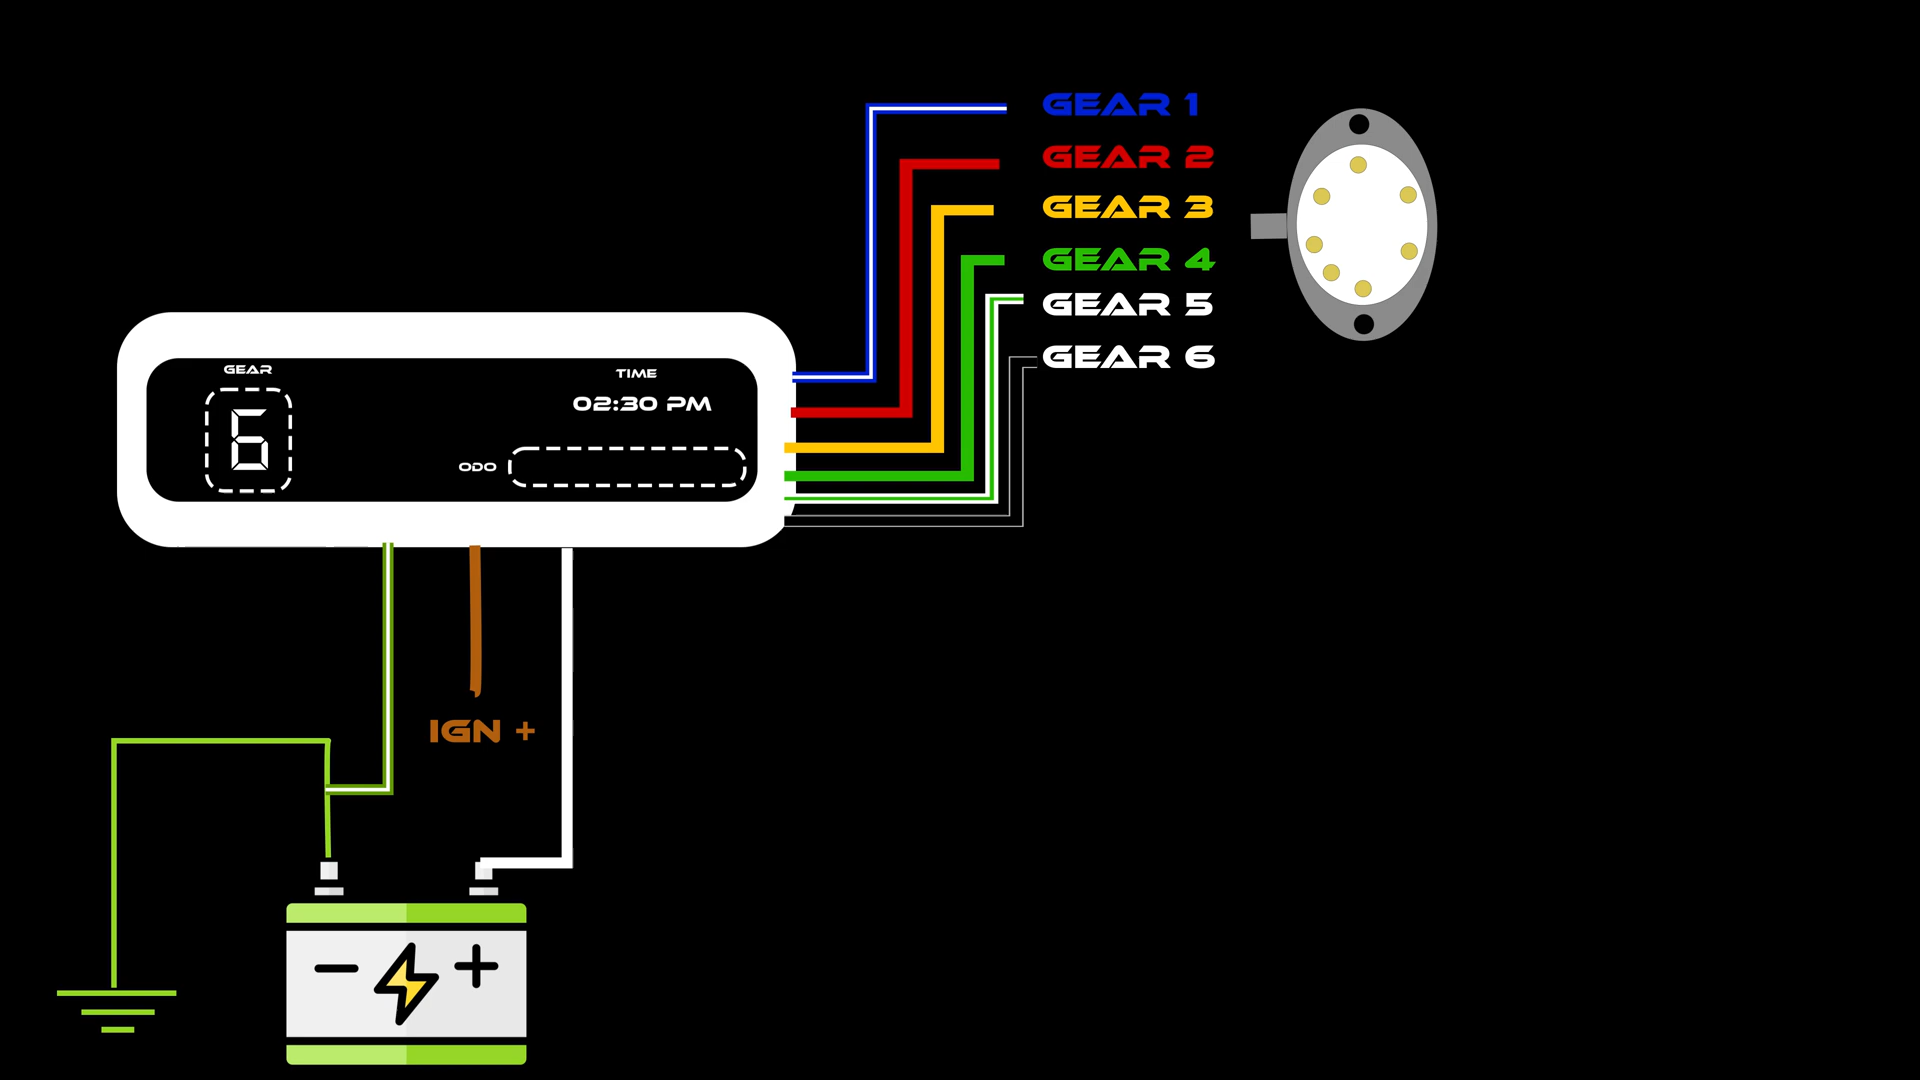 GEAR 1
GEAR 2
GEAR 3
GEAR 4
GEAR 5
GEAR 6
GEAR
6
TIME
02:30 PM
ODO
IGN +
- +